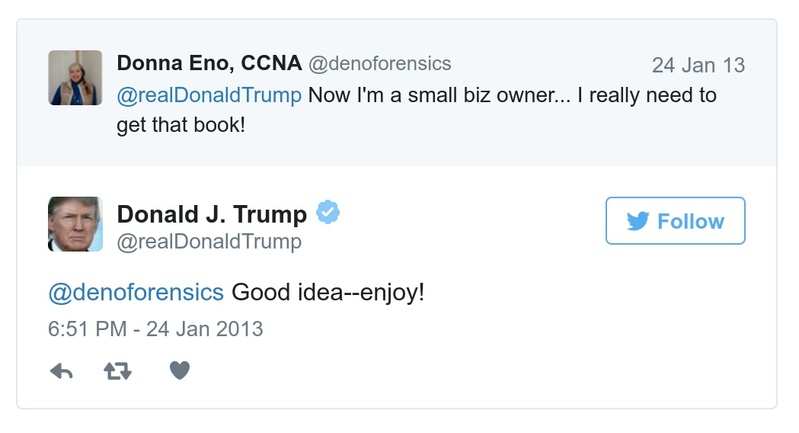 Donna Eno, CCNA @denoforensics 24 Jan 13
@realDonaldTrump Now I'm a small biz owner... I really need to
get that book!
Donald J. Trump
@realDonaldTrump
Follow
@denoforensics Good idea--enjoy!
6:51 PM - 24 Jan 2013